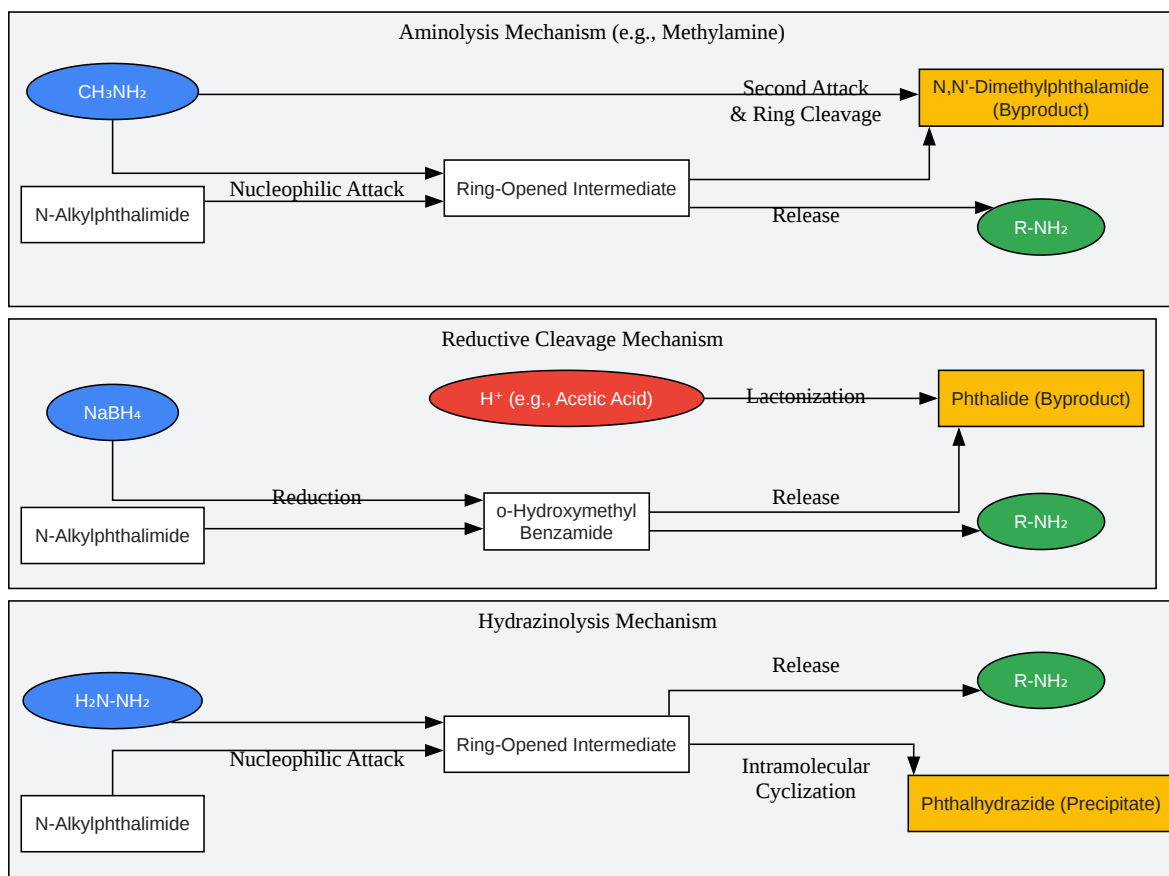 Aminolysis Mechanism (e.g., Methylamine)
CH₃NH₂
Second Attack
& Ring Cleavage
N,N'-Dimethylphthalamide
(Byproduct)
N-Alkylphthalimide
Nucleophilic Attack
Ring-Opened Intermediate
Release
R-NH₂
Reductive Cleavage Mechanism
NaBH₄
H⁺ (e.g., Acetic Acid)
Lactonization
Phthalide (Byproduct)
N-Alkylphthalimide
Reduction
o-Hydroxymethyl
Benzamide
Release
R-NH₂
Hydrazinolysis Mechanism
H₂N-NH₂
N-Alkylphthalimide
Nucleophilic Attack
Ring-Opened Intermediate
Release
R-NH₂
Intramolecular
Cyclization
Phthalhydrazide (Precipitate)